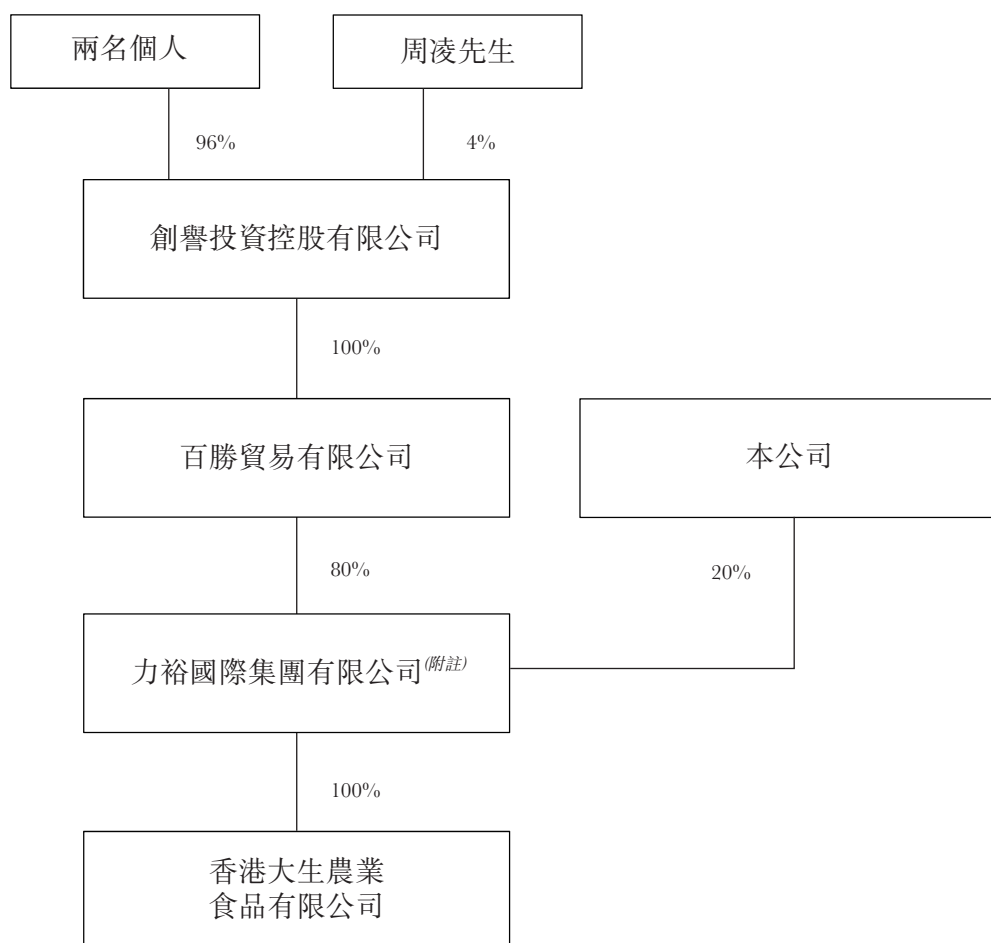 兩名個人
周凌先生
96%
4%
創譽投資控股有限公司
100%
百勝貿易有限公司
本公司
80%
20%
力裕國際集團有限公司(附註)
100%
香港大生農業
食品有限公司